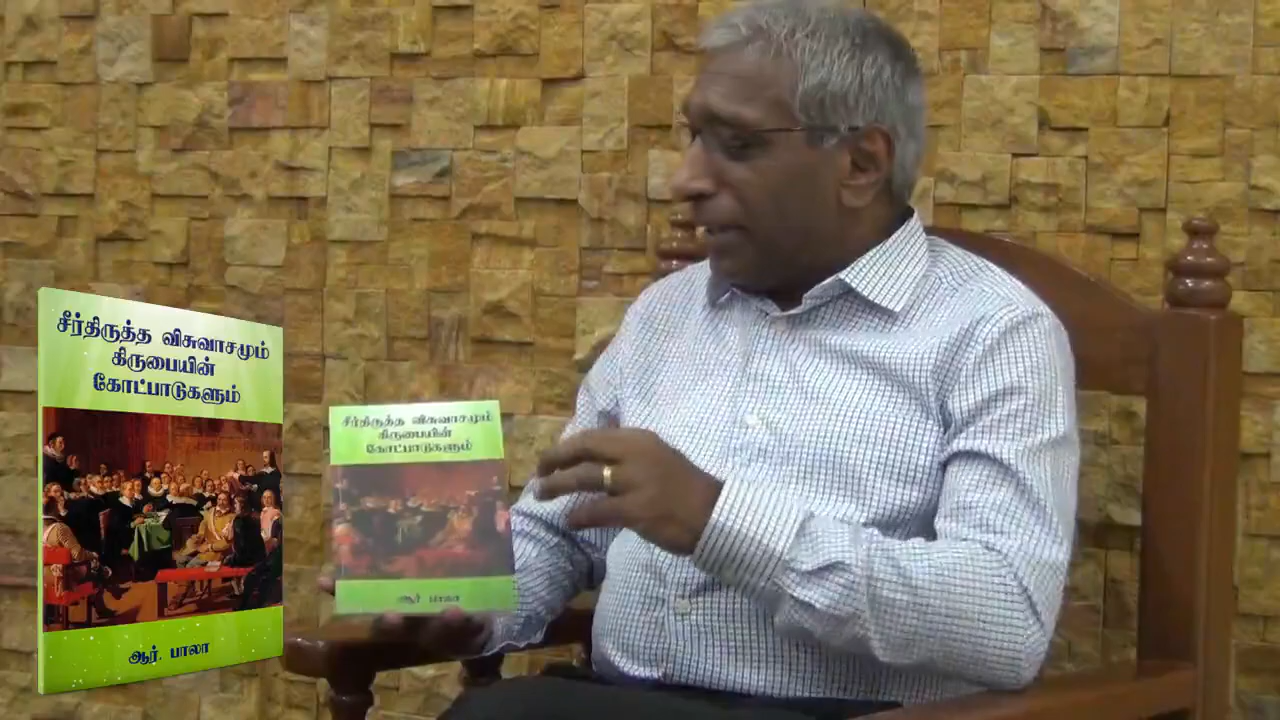 சீர்திருத்த விசுவாசமும்
கிருபையின்
கோட்பாடுகளும்
ஆர். பாலா
சீர்திருத்த விசுவாசமும்
கிருபையின்
கோட்பாடுகளும்
ஆர் பாலா